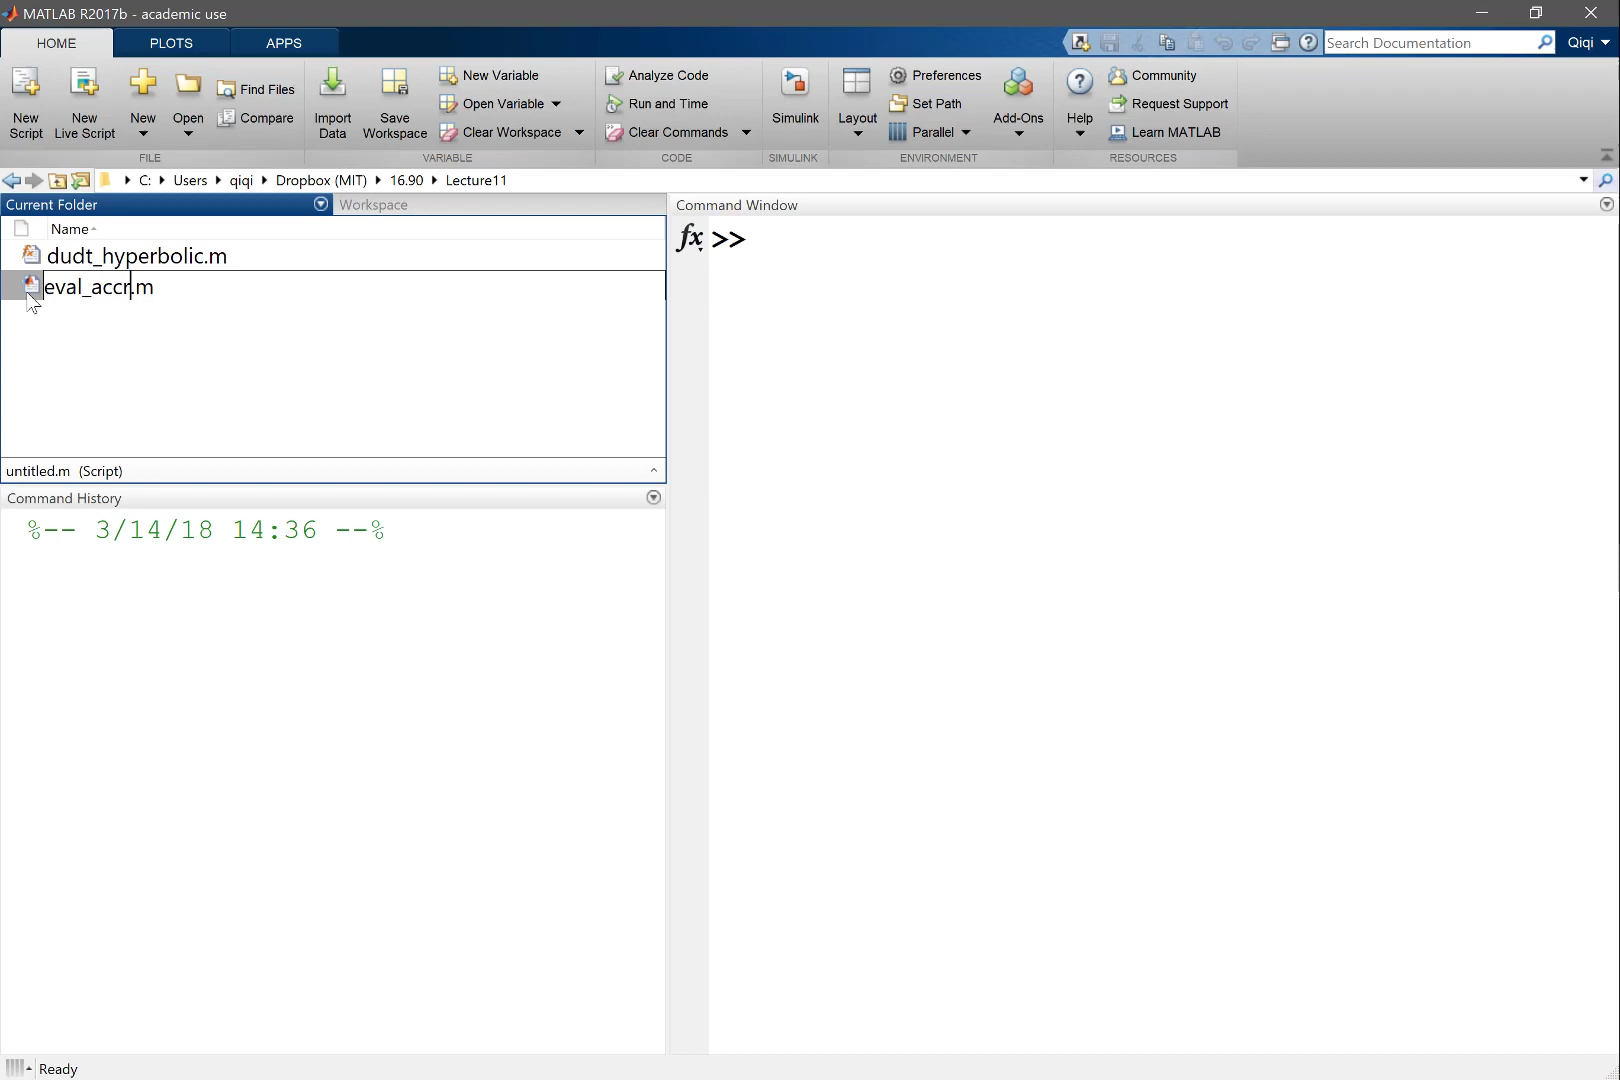 MATLAB R2017b - academic use
HOME PLOTS APPS
Search Documentation Qiqi
New Script
New Live Script
New
Open
Find Files
Compare
Import Data
Save Workspace
New Variable
Open Variable
Clear Workspace
Analyze Code
Run and Time
Clear Commands
Simulink
Layout
Preferences
Set Path
Parallel
Add-Ons
Help
Community
Request Support
Learn MATLAB
FILE VARIABLE CODE SIMULINK ENVIRONMENT RESOURCES
C: Users qiqi Dropbox (MIT) 16.90 Lecture11
Current Folder Workspace
Name
dudt_hyperbolic.m
eval_accr.m
untitled.m (Script)
Command History
%-- 3/14/18 14:36 --%
Command Window
fx >>
Ready